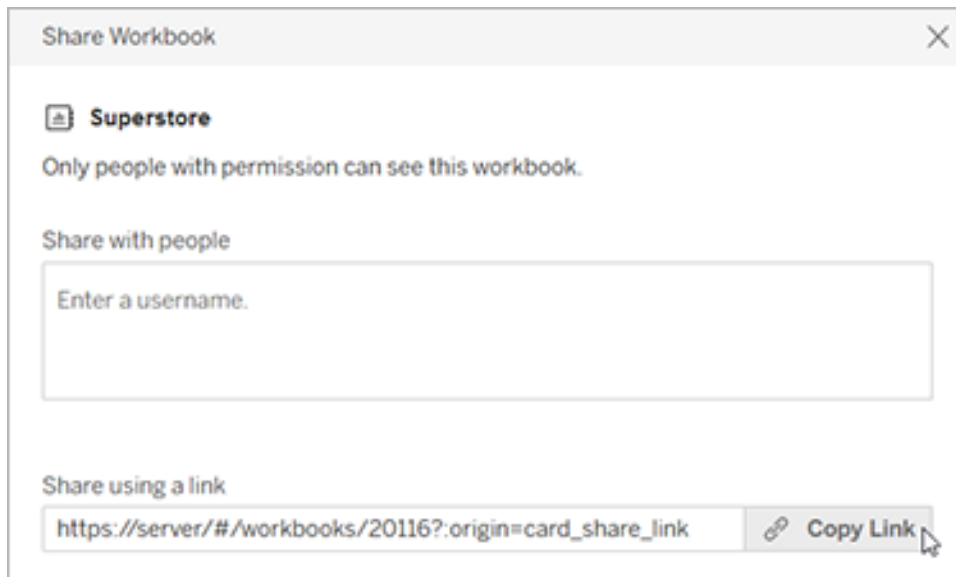 Share Workbook
Superstore
Only people with permission can see this workbook.
Share with people
Enter a username.
Share using a link
https://server/#/workbooks/20116?:origin=card_share_link
Copy Link